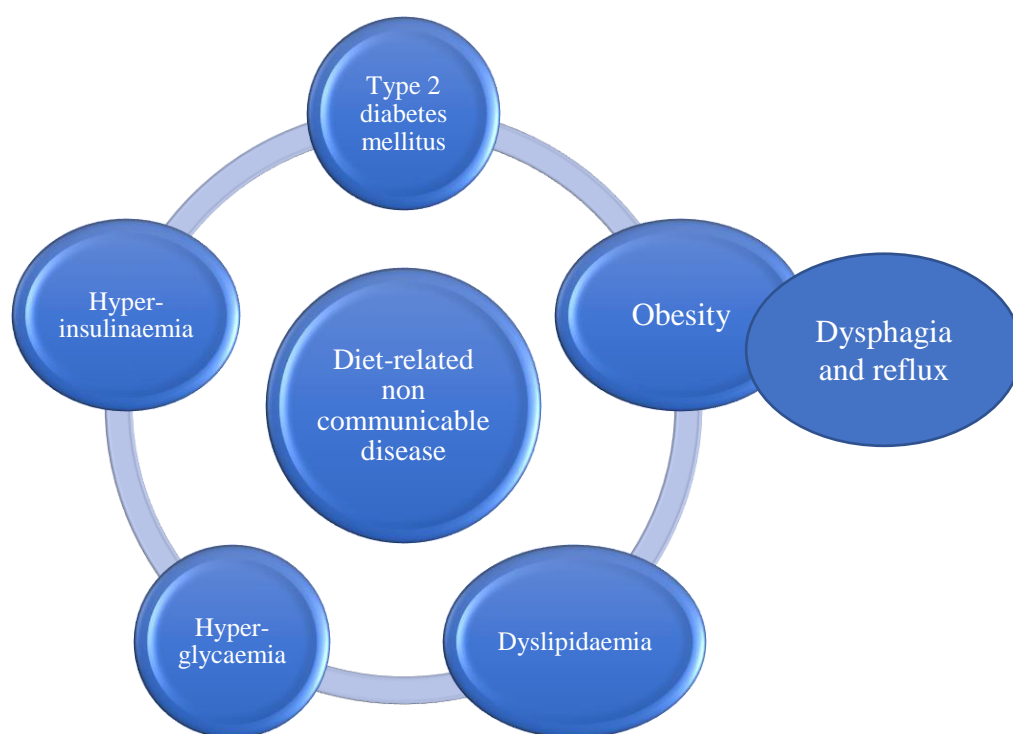 Type 2
diabetes
mellitus
Obesity
Dysphagia
and reflux
Dyslipidaemia
Hyper-
glycaemia
Hyper-
insulinaemia
Diet-related
non
communicable
disease